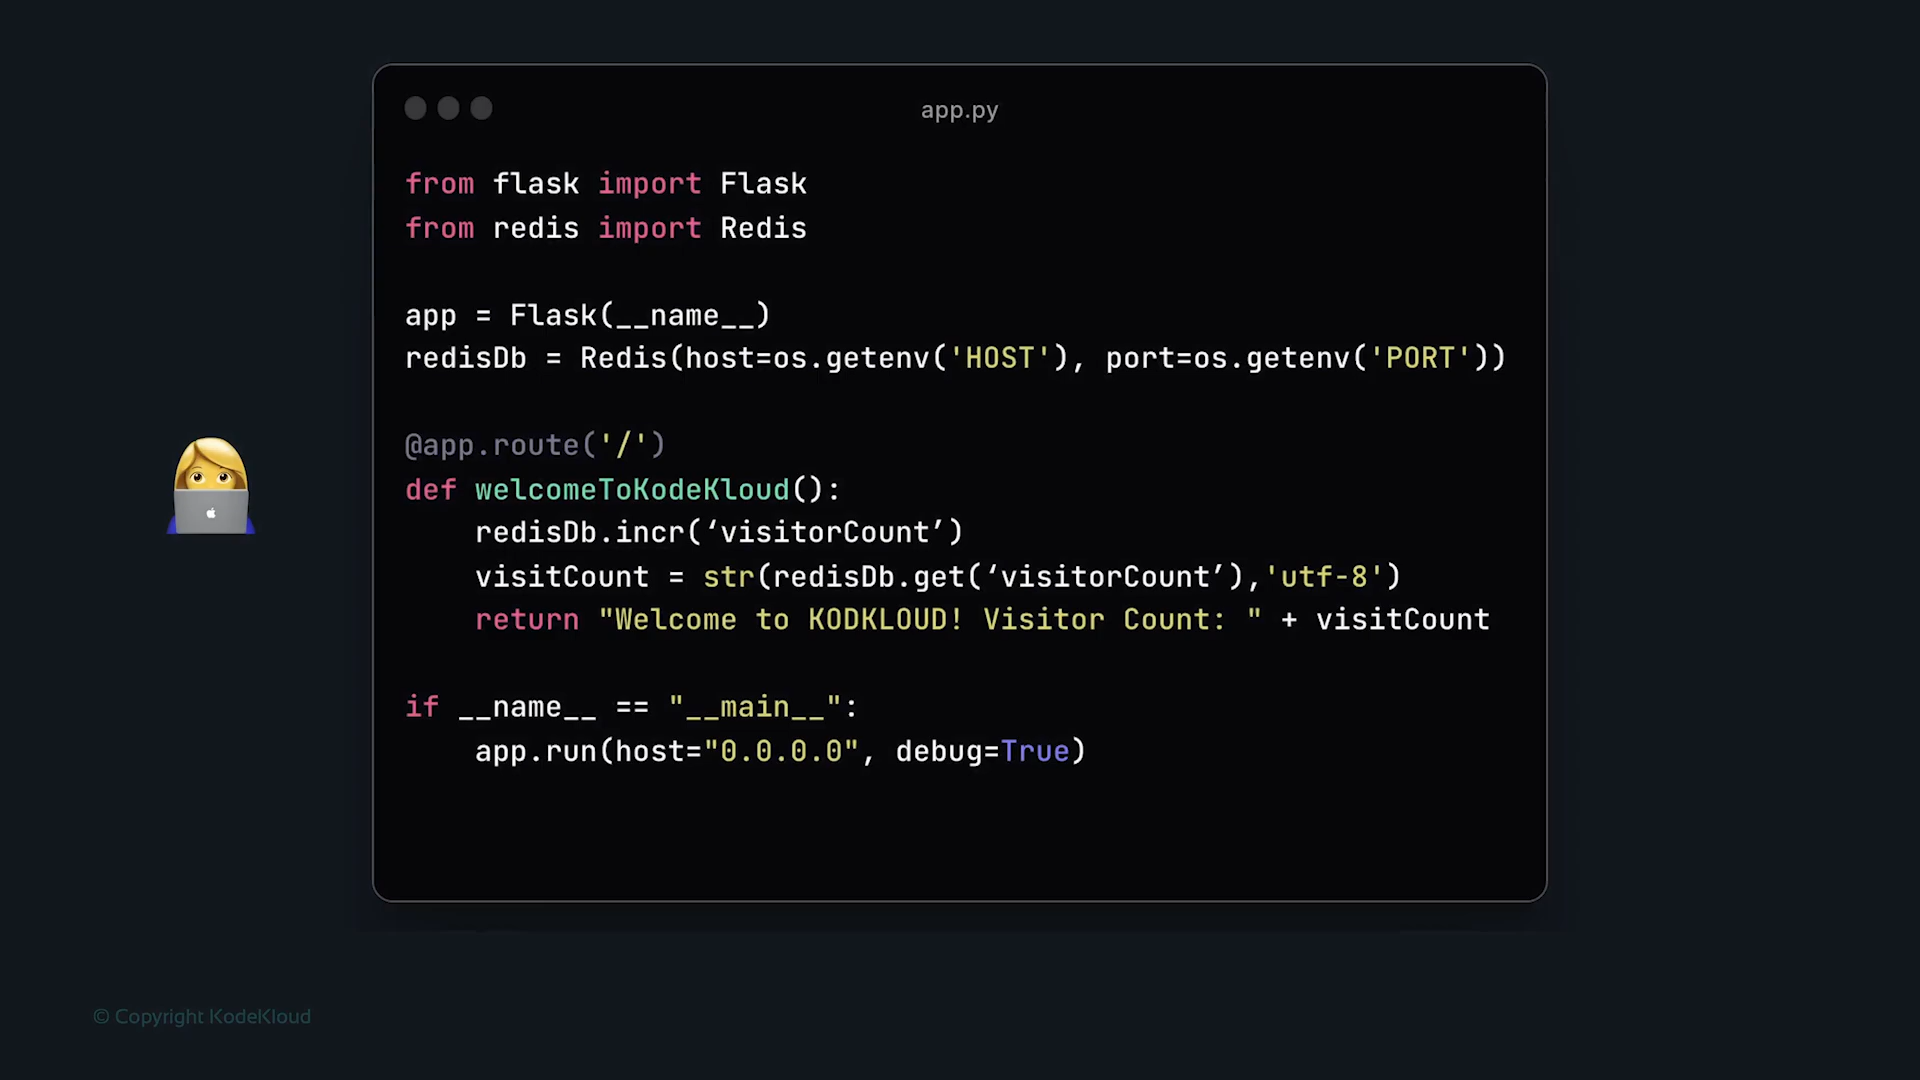 app.py
from flask import Flask
from redis import Redis
app = Flask(__name__)
redisDb = Redis(host=os.getenv('HOST'), port=os.getenv('PORT'))
@app.route('/')
def welcomeToKodeKloud():
    redisDb.incr(‘visitorCount’)
    visitCount = str(redisDb.get(‘visitorCount’),'utf-8')
    return "Welcome to KODKLOUD! Visitor Count: " + visitCount
if __name__ == "__main__":
    app.run(host="0.0.0.0", debug=True)
© Copyright KodeKloud